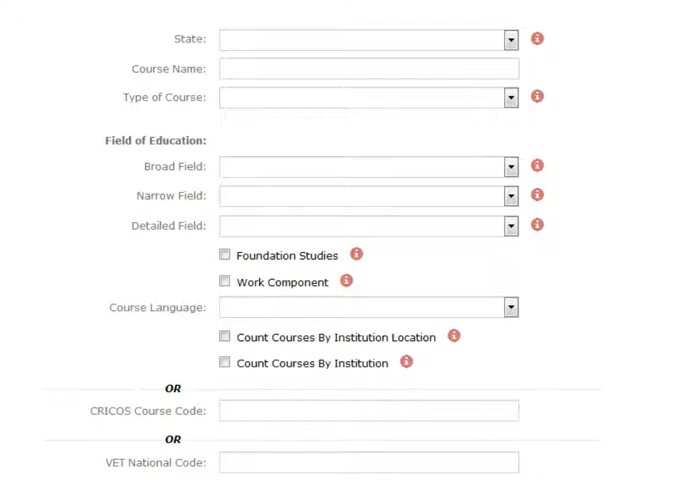 State:
Course Name:
Type of Course:
Field of Education:
Broad Field:
Narrow Field:
Detailed Field:
Foundation Studies
Work Component
Course Language:
Count Courses By Institution Location
Count Courses By Institution
OR
CRICOS Course Code:
OR
VET National Code: